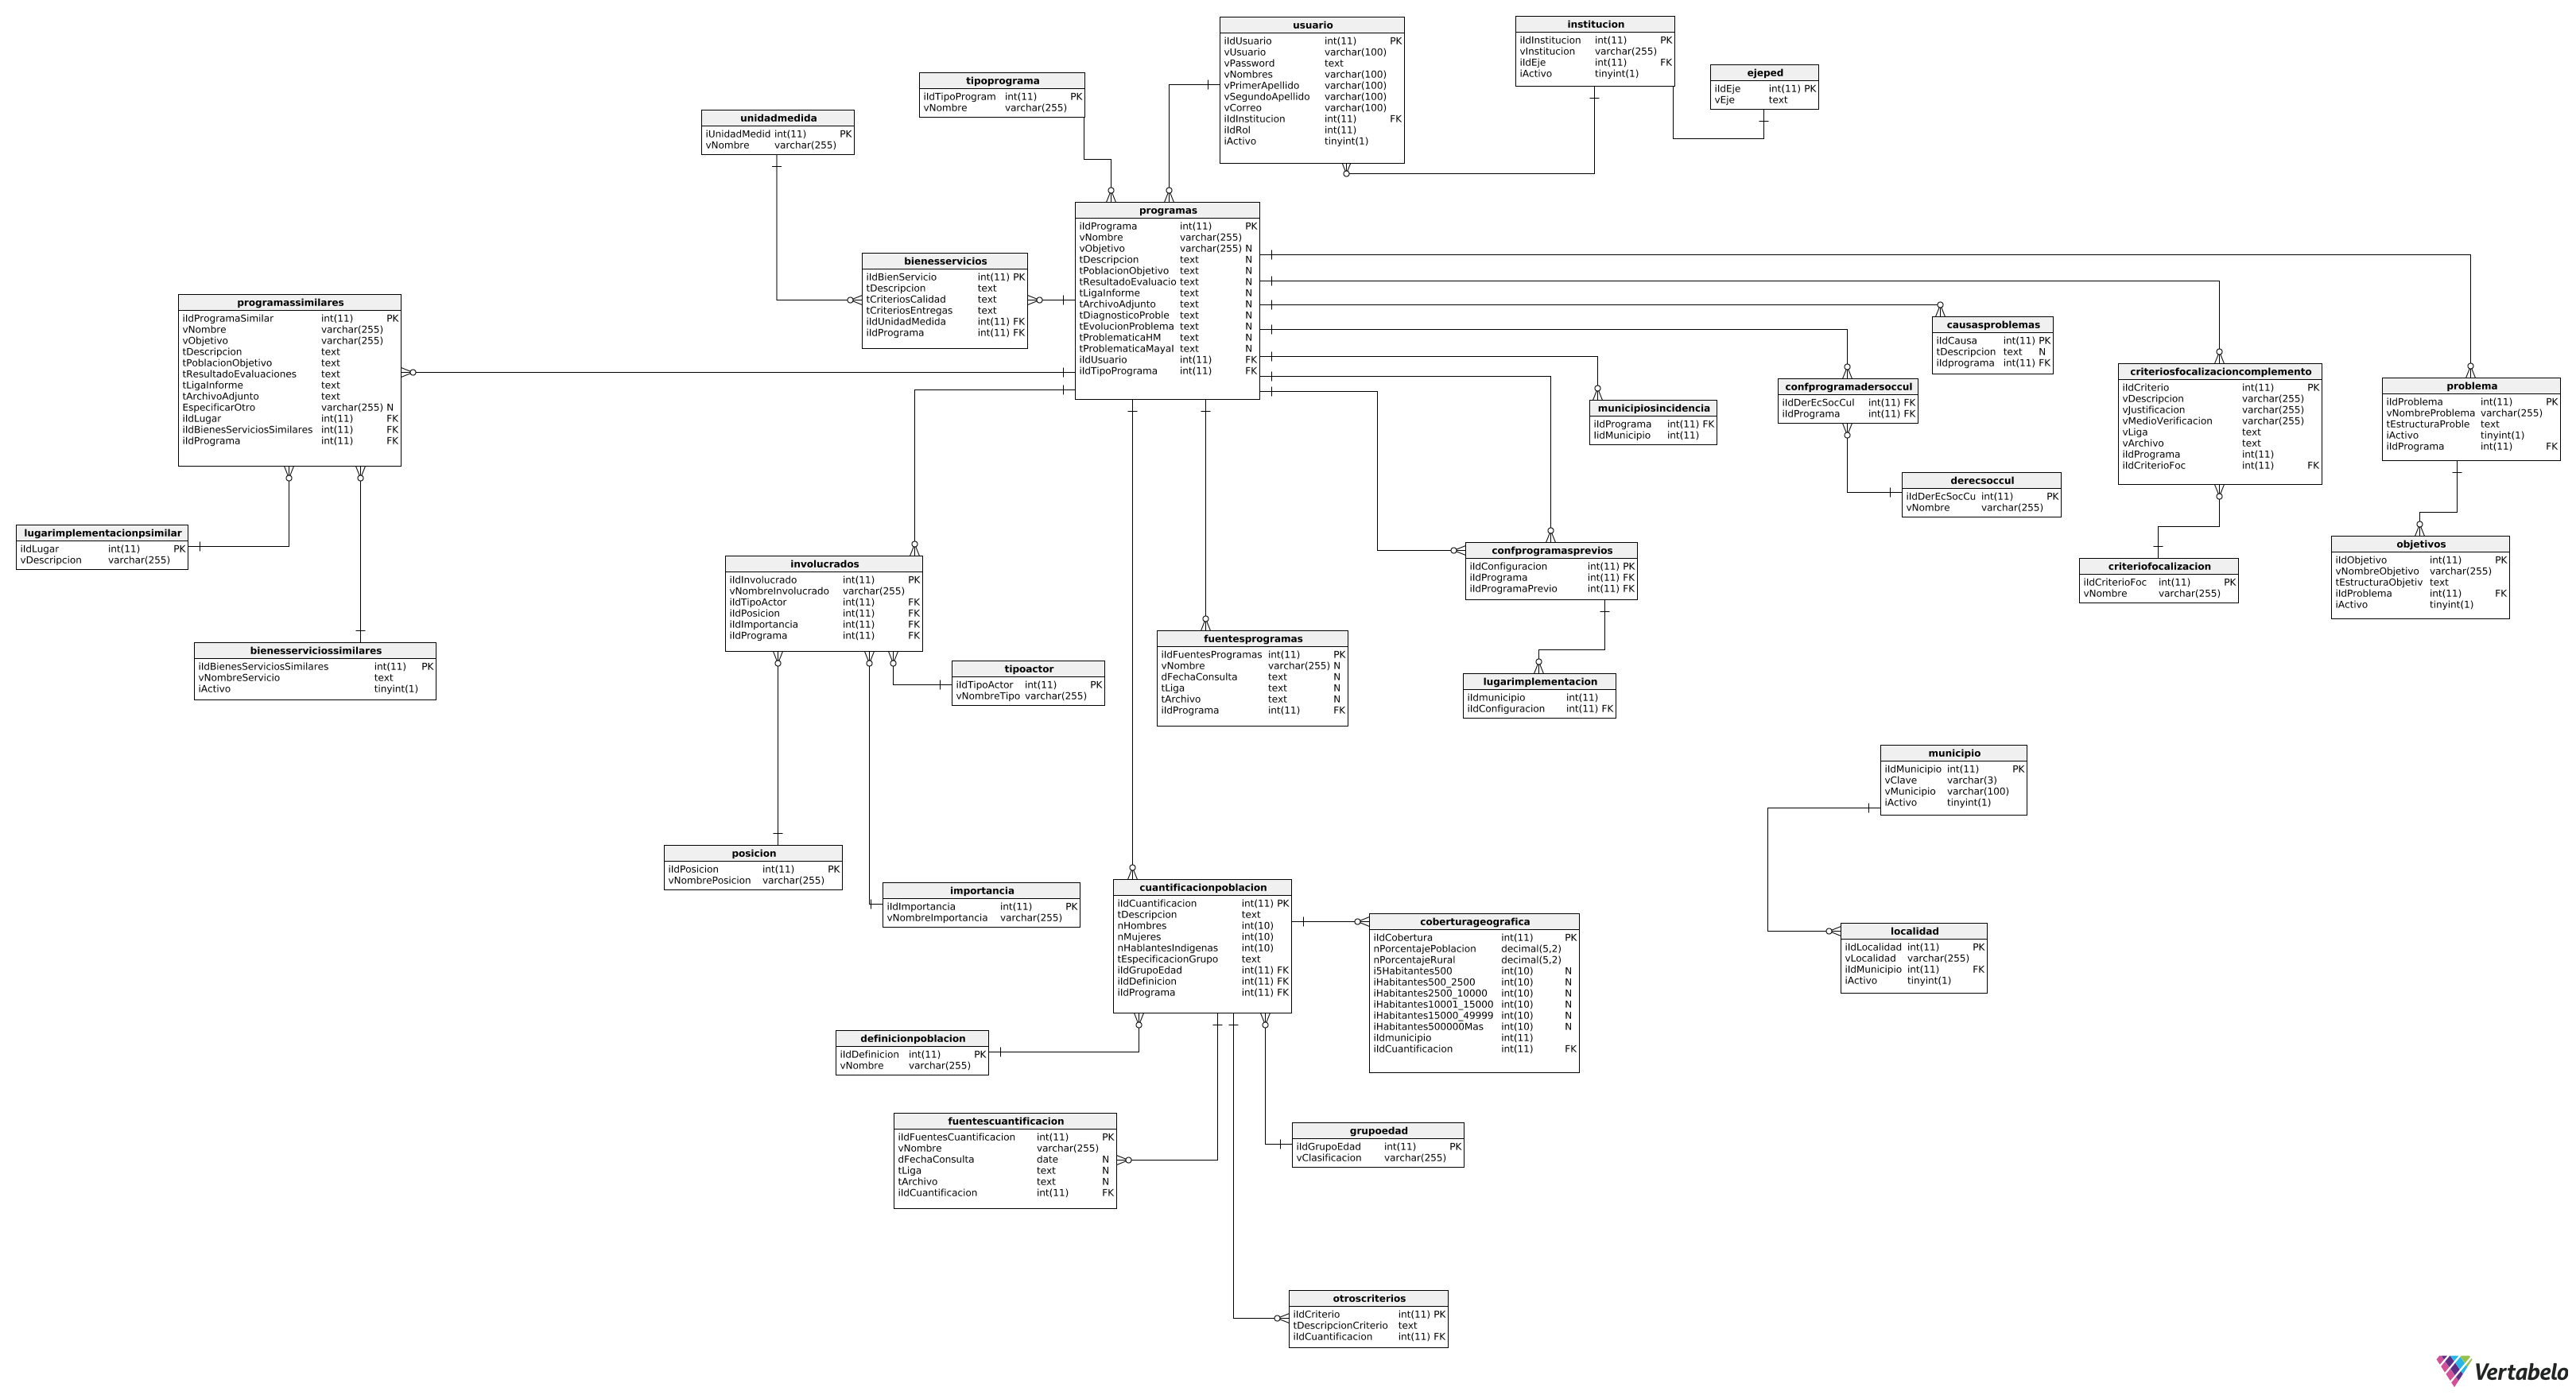 usuario
iIdUsuario int(11) PK
vUsuario varchar(100)
vPassword text
vNombres varchar(100)
vPrimerApellido varchar(100)
vSegundoApellido varchar(100)
vCorreo varchar(100)
iIdInstitucion int(11) FK
iIdRol int(11)
iActivo tinyint(1)
institucion
iIdInstitucion int(11) PK
vInstitucion varchar(255)
iIdEje int(11) FK
iActivo tinyint(1)
ejeped
iIdEje int(11) PK
vEje text
tipoprograma
iIdTipoProgram int(11) PK
vNombre varchar(255)
unidadmedida
iUnidadMedid int(11) PK
vNombre varchar(255)
programas
iIdPrograma int(11) PK
vNombre varchar(255)
vObjetivo varchar(255) N
tDescripcion text N
tPoblacionObjetivo text N
tResultadoEvaluacio text N
tLigaInforme text N
tArchivoAdjunto text N
tDiagnosticoProble text N
tEvolucionProblema text N
tProblematicaHM text N
tProblematicaMayaI text N
iIdUsuario int(11) FK
iIdTipoPrograma int(11) FK
bienesservicios
iIdBienServicio int(11) PK
tDescripcion text
tCriteriosCalidad text
tCriteriosEntregas text
iIdUnidadMedida int(11) FK
iIdPrograma int(11) FK
programassimilares
iIdProgramaSimilar int(11) PK
vNombre varchar(255)
vObjetivo varchar(255)
tDescripcion text
tPoblacionObjetivo text
tResultadoEvaluaciones text
tLigaInforme text
tArchivoAdjunto text
EspecificarOtro varchar(255) N
iIdLugar int(11) FK
iIdBienesServiciosSimilares int(11) FK
iIdPrograma int(11) FK
causasproblemas
iIdCausa int(11) PK
tDescripcion text N
iIdprograma int(11) FK
criteriosfocalizacioncomplemento
iIdCriterio int(11) PK
vDescripcion varchar(255)
vJustificacion varchar(255)
vMedioVerificacion varchar(255)
vLiga text
vArchivo text
iIdPrograma int(11)
iIdCriterioFoc int(11) FK
problema
iIdProblema int(11) PK
vNombreProblema varchar(255)
tEstructuraProble text
iActivo tinyint(1)
iIdPrograma int(11) FK
confprogramadersoccul
iIdDerEcSocCul int(11) FK
iIdPrograma int(11) FK
municipiosincidencia
iIdPrograma int(11) FK
IidMunicipio int(11)
derecsoccul
iIdDerEcSocCu int(11) PK
vNombre varchar(255)
lugarimplementacionpsimilar
iIdLugar int(11) PK
vDescripcion varchar(255)
objetivos
iIdObjetivo int(11) PK
vNombreObjetivo varchar(255)
tEstructuraObjetiv text
iIdProblema int(11) FK
iActivo tinyint(1)
confprogramasprevios
iIdConfiguracion int(11) PK
iIdPrograma int(11) FK
iIdProgramaPrevio int(11) FK
involucrados
iIdInvolucrado int(11) PK
vNombreInvolucrado varchar(255)
iIdTipoActor int(11) FK
iIdPosicion int(11) FK
iIdImportancia int(11) FK
iIdPrograma int(11) FK
criteriofocalizacion
iIdCriterioFoc int(11) PK
vNombre varchar(255)
fuentesprogramas
iIdFuentesProgramas int(11) PK
vNombre varchar(255) N
dFechaConsulta text N
tLiga text N
tArchivo text N
iIdPrograma int(11) FK
bienesserviciossimilares
iIdBienesServiciosSimilares int(11) PK
vNombreServicio text
iActivo tinyint(1)
tipoactor
iIdTipoActor int(11) PK
vNombreTipo varchar(255)
lugarimplementacion
iIdmunicipio int(11)
iIdConfiguracion int(11) FK
municipio
iIdMunicipio int(11) PK
vClave varchar(3)
vMunicipio varchar(100)
iActivo tinyint(1)
posicion
iIdPosicion int(11) PK
vNombrePosicion varchar(255)
importancia
iIdImportancia int(11) PK
vNombreImportancia varchar(255)
cuantificacionpoblacion
iIdCuantificacion int(11) PK
tDescripcion text
nHombres int(10)
nMujeres int(10)
nHablantesIndigenas int(10)
tEspecificacionGrupo text
iIdGrupoEdad int(11) FK
iIdDefinicion int(11) FK
iIdPrograma int(11) FK
coberturageografica
iIdCobertura int(11) PK
nPorcentajePoblacion decimal(5,2)
nPorcentajeRural decimal(5,2)
i5Habitantes500 int(10) N
iHabitantes500_2500 int(10) N
iHabitantes2500_10000 int(10) N
iHabitantes10001_15000 int(10) N
iHabitantes15000_49999 int(10) N
iHabitantes500000Mas int(10) N
iIdmunicipio int(11)
iIdCuantificacion int(11) FK
localidad
iIdLocalidad int(11) PK
vLocalidad varchar(255)
iIdMunicipio int(11) FK
iActivo tinyint(1)
definicionpoblacion
iIdDefinicion int(11) PK
vNombre varchar(255)
fuentescuantificacion
iIdFuentesCuantificacion int(11) PK
vNombre varchar(255)
dFechaConsulta date N
tLiga text N
tArchivo text N
iIdCuantificacion int(11) FK
grupoedad
iIdGrupoEdad int(11) PK
vClasificacion varchar(255)
otroscriterios
iIdCriterio int(11) PK
tDescripcionCriterio text
iIdCuantificacion int(11) FK
Vertabelo